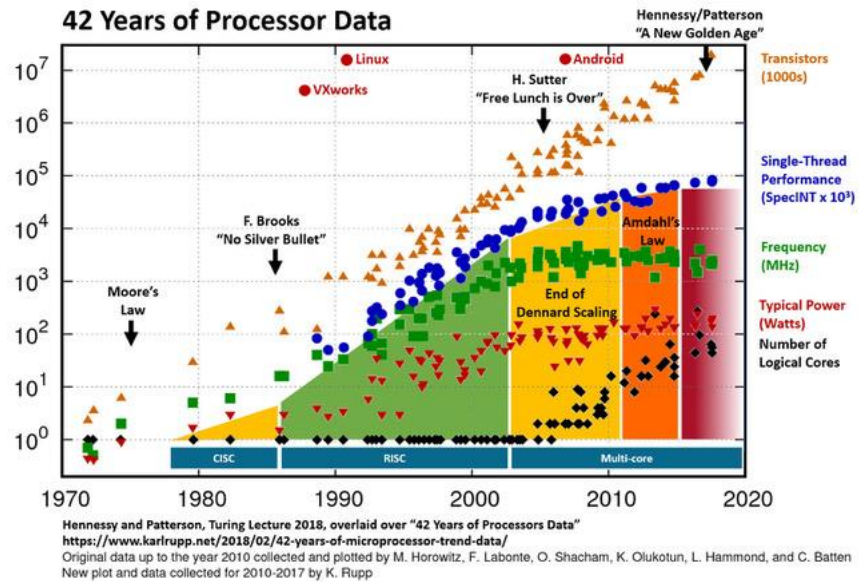 42 Years of Processor Data
Hennessy/Patterson
“A New Golden Age”
10⁷
10⁶
10⁵
10⁴
10³
10²
10¹
10⁰
Linux
VXworks
Android
H. Sutter
“Free Lunch is Over”
F. Brooks
“No Silver Bullet”
Moore’s
Law
Amdahl’s
Law
End of
Dennard Scaling
Transistors
(1000s)
Single-Thread
Performance
(SpecINT x 10³)
Frequency
(MHz)
Typical Power
(Watts)
Number of
Logical Cores
CISC
RISC
Multi-core
1970
1980
1990
2000
2010
2020
Hennessy and Patterson, Turing Lecture 2018, overlaid over “42 Years of Processors Data”
https://www.karlrupp.net/2018/02/42-years-of-microprocessor-trend-data/
Original data up to the year 2010 collected and plotted by M. Horowitz, F. Labonte, O. Shacham, K. Olukotun, L. Hammond, and C. Batten
New plot and data collected for 2010-2017 by K. Rupp